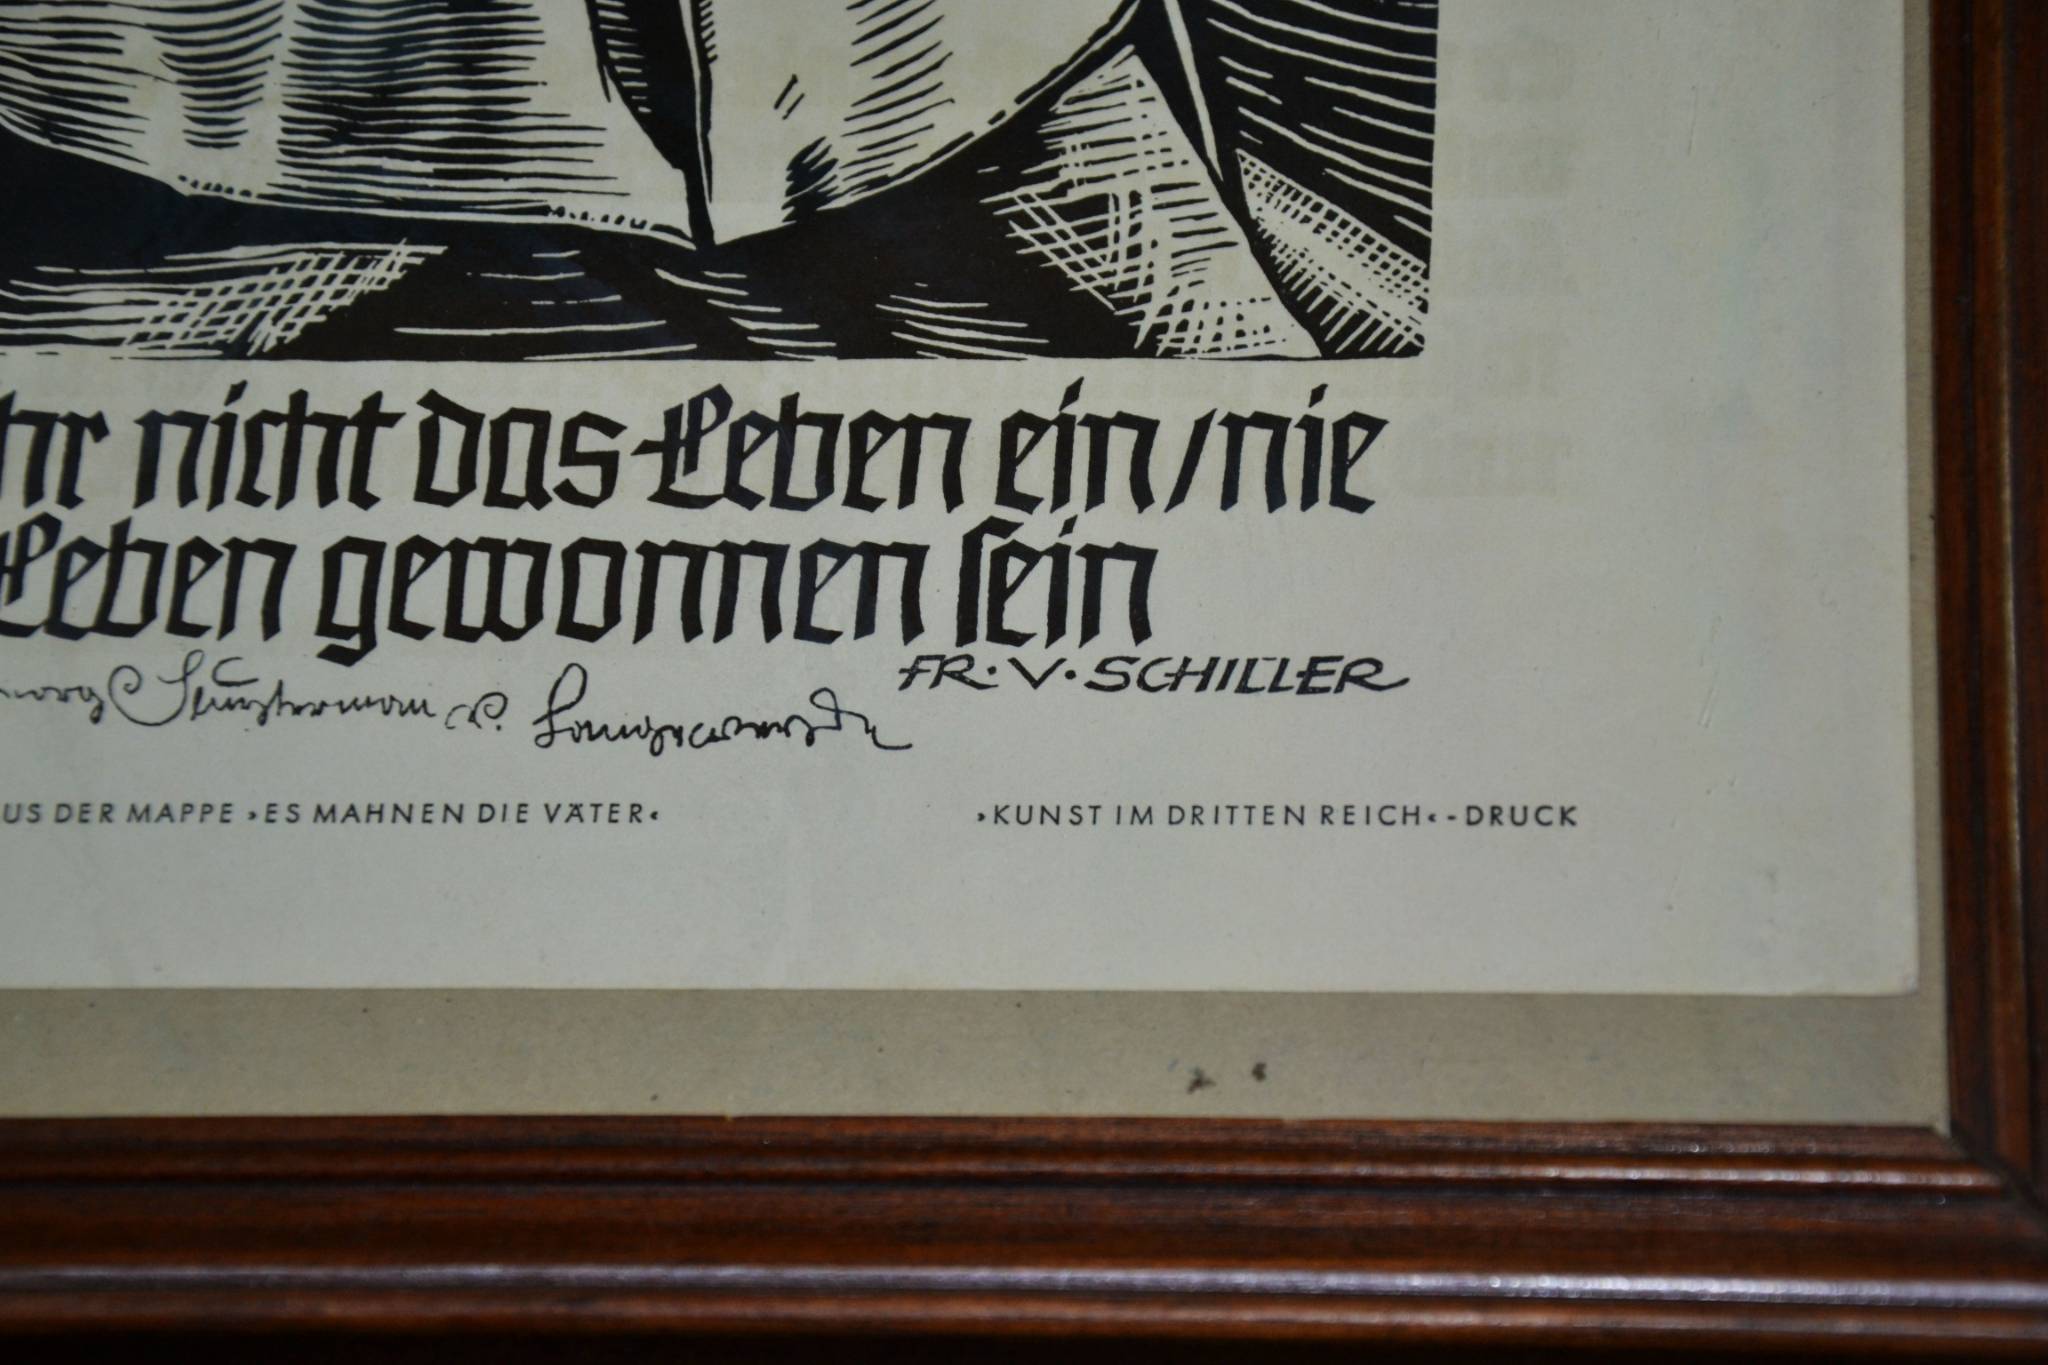 ihr nicht das Leben ein/nie
Leben gewonnen sein
FR. V. SCHILLER
US DER MAPPE ›ES MAHNEN DIE VÄTER‹
›KUNST IM DRITTEN REICH‹-DRUCK